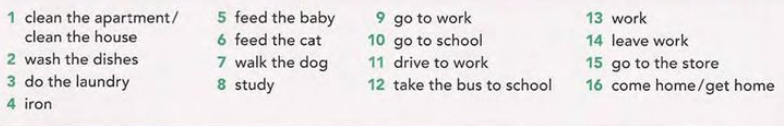 1 clean the apartment/
clean the house
2 wash the dishes
3 do the laundry
4 iron
5 feed the baby
6 feed the cat
7 walk the dog
8 study
9 go to work
10 go to school
11 drive to work
12 take the bus to school
13 work
14 leave work
15 go to the store
16 come home/get home